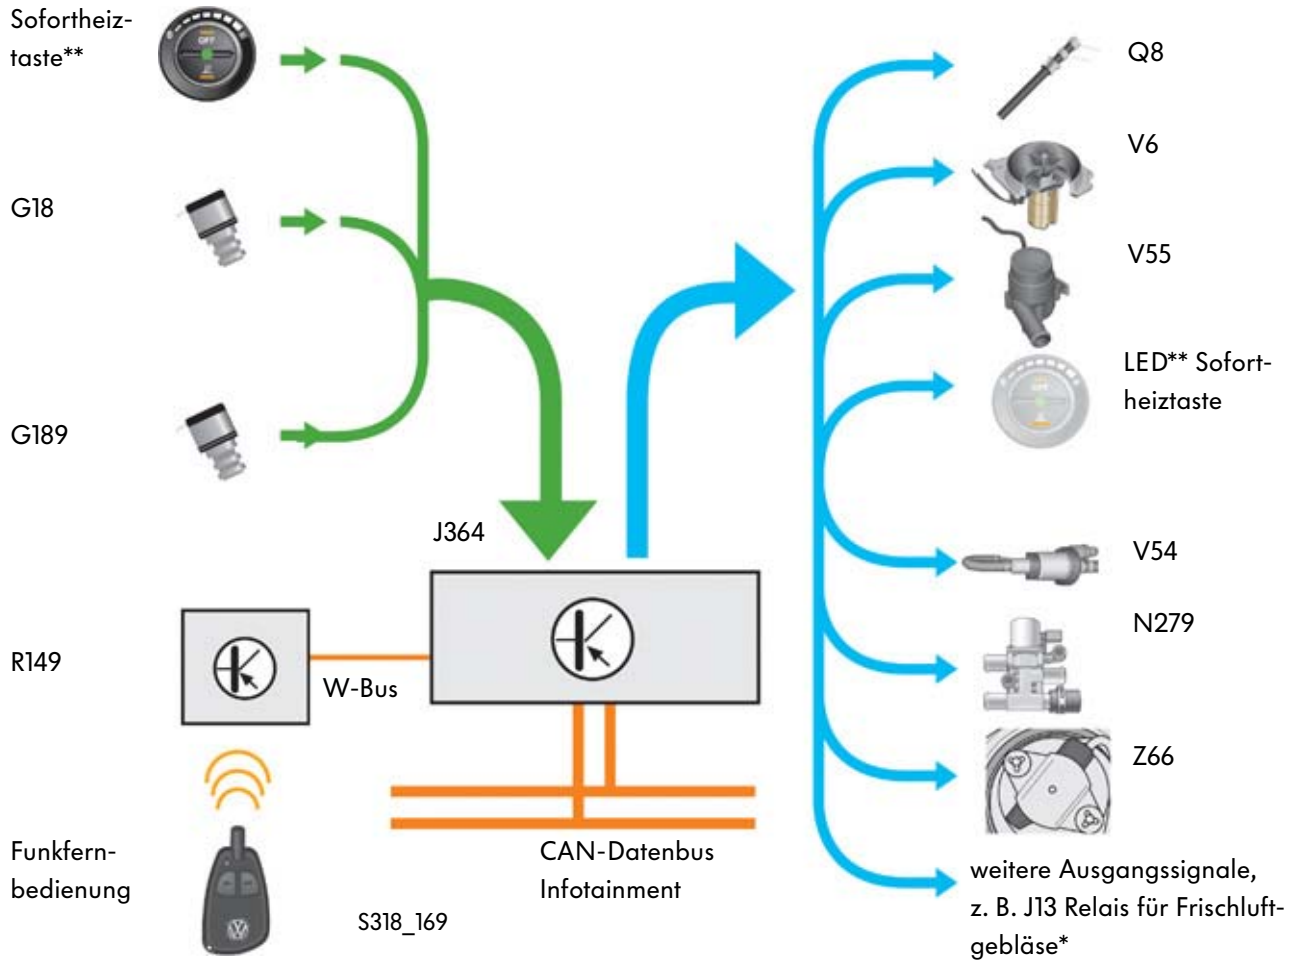 Sofortheiz-
taste**
G18
G189
J364
R149
W-Bus
Funkfern-
bedienung
CAN-Datenbus
Infotainment
S318_169
Q8
V6
V55
LED** Sofort-
heiztaste
V54
N279
Z66
weitere Ausgangssignale,
z. B. J13 Relais für Frischluft-
gebläse*
OFF